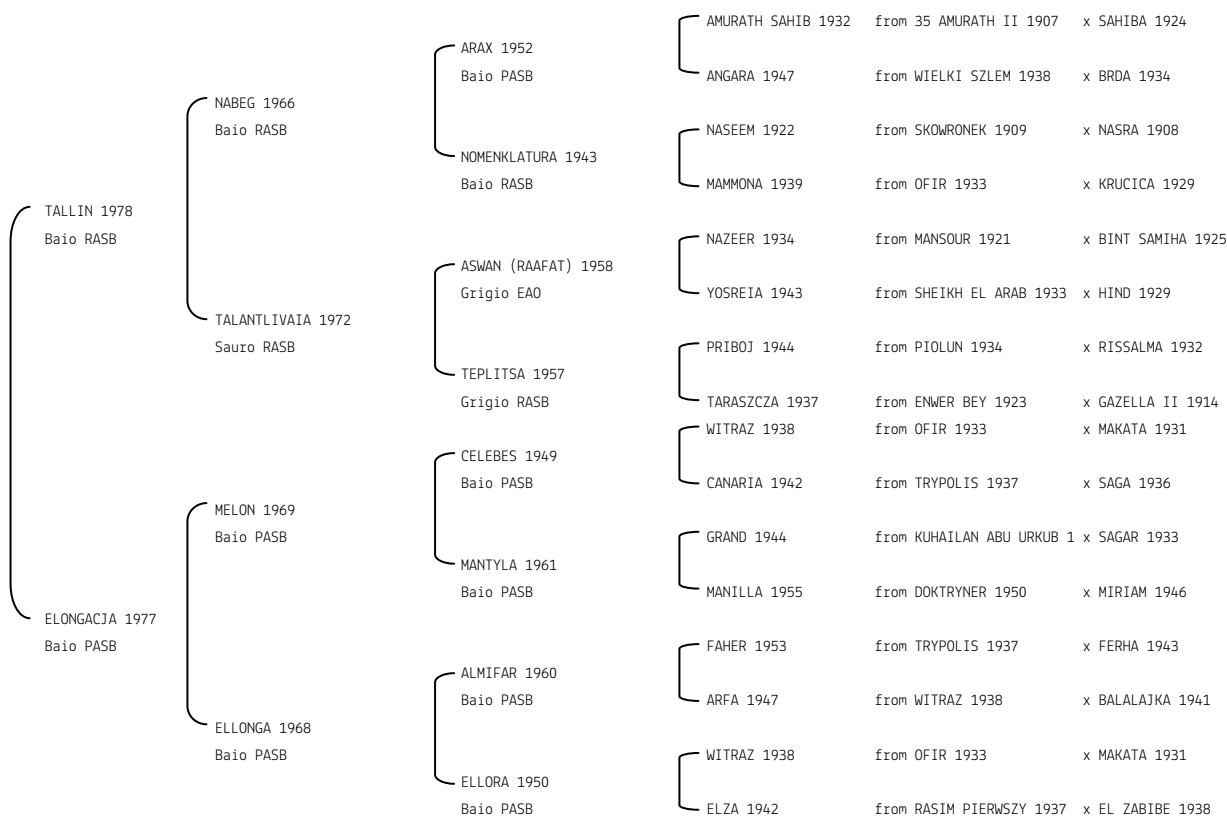 AMURATH SAHIB 1932 from 35 AMURATH II 1907 x SAHIBA 1924
ARAX 1952
Baio PASB
ANGARA 1947 from WIELKI SZLEM 1938 x BRDA 1934
NABEG 1966
Baio RASB
NASEEM 1922 from SKOWRONEK 1909 x NASRA 1908
NOMENKLATURA 1943
Baio RASB
MAMMONA 1939 from OFIR 1933 x KRUCICA 1929
TALLIN 1978
Baio RASB
NAZEER 1934 from MANSOUR 1921 x BINT SAMIHA 1925
ASWAN (RAAFAT) 1958
Grigio EAO
YOSREIA 1943 from SHEIKH EL ARAB 1933 x HIND 1929
TALANTLIVAIA 1972
Sauro RASB
PRIBOJ 1944 from PIOLUN 1934 x RISSALMA 1932
TEPLITSA 1957
Grigio RASB
TARASZCZA 1937 from ENWER BEY 1923 x GAZELLA II 1914
WITRAZ 1938 from OFIR 1933 x MAKATA 1931
CELEBES 1949
Baio PASB
CANARIA 1942 from TRYPOLIS 1937 x SAGA 1936
MELON 1969
Baio PASB
GRAND 1944 from KUHAILAN ABU URKUB 1 x SAGAR 1933
MANTYLA 1961
Baio PASB
MANILLA 1955 from DOKTRYNER 1950 x MIRIAM 1946
ELONGACJA 1977
Baio PASB
FAHER 1953 from TRYPOLIS 1937 x FERHA 1943
ALMIFAR 1960
Baio PASB
ARFA 1947 from WITRAZ 1938 x BALALAJKA 1941
ELLONGA 1968
Baio PASB
WITRAZ 1938 from OFIR 1933 x MAKATA 1931
ELLORA 1950
Baio PASB
ELZA 1942 from RASIM PIERWSZY 1937 x EL ZABIBE 1938